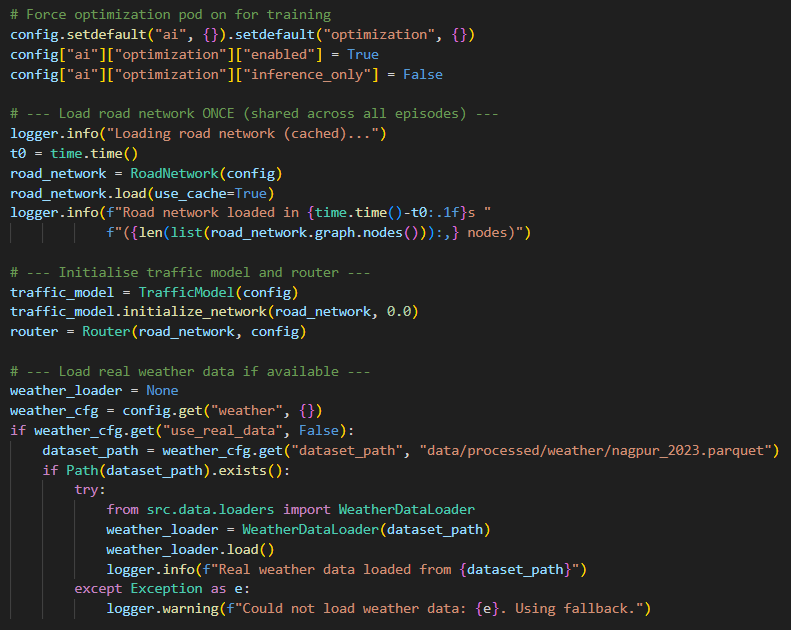 # Force optimization pod on for training
config.setdefault("ai", {}).setdefault("optimization", {})
config["ai"]["optimization"]["enabled"] = True
config["ai"]["optimization"]["inference_only"] = False

# --- Load road network ONCE (shared across all episodes) ---
logger.info("Loading road network (cached)...")
t0 = time.time()
road_network = RoadNetwork(config)
road_network.load(use_cache=True)
logger.info(f"Road network loaded in {time.time()-t0:.1f}s "
            f"({len(list(road_network.graph.nodes())):,} nodes)")

# --- Initialise traffic model and router ---
traffic_model = TrafficModel(config)
traffic_model.initialize_network(road_network, 0.0)
router = Router(road_network, config)

# --- Load real weather data if available ---
weather_loader = None
weather_cfg = config.get("weather", {})
if weather_cfg.get("use_real_data", False):
    dataset_path = weather_cfg.get("dataset_path", "data/processed/weather/nagpur_2023.parquet")
    if Path(dataset_path).exists():
        try:
            from src.data.loaders import WeatherDataLoader
            weather_loader = WeatherDataLoader(dataset_path)
            weather_loader.load()
            logger.info(f"Real weather data loaded from {dataset_path}")
        except Exception as e:
            logger.warning(f"Could not load weather data: {e}. Using fallback.")